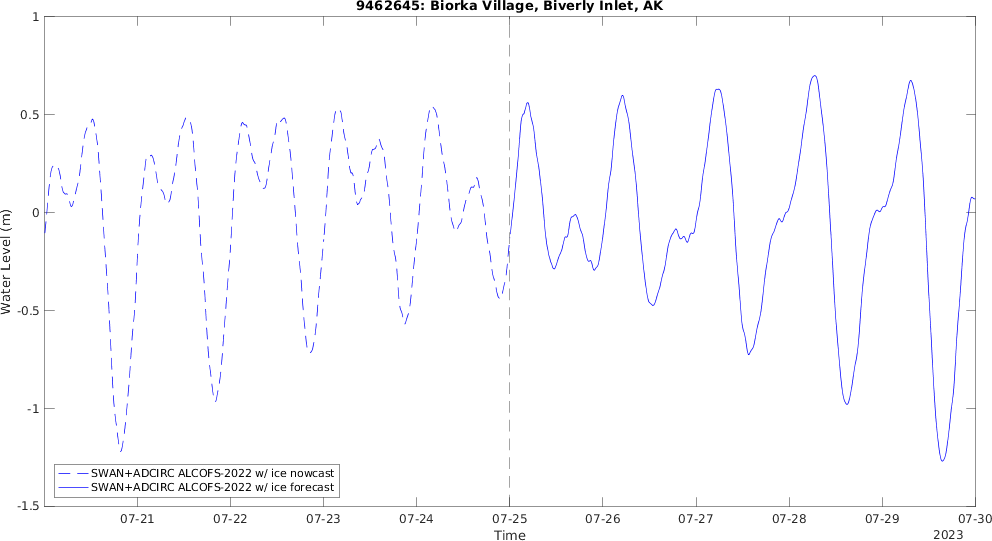 9462645: Biorka Village, Biverly Inlet, AK
Water Level (m)
1
0.5
0
-0.5
-1
-1.5
SWAN+ADCIRC ALCOFS-2022 w/ ice nowcast
SWAN+ADCIRC ALCOFS-2022 w/ ice forecast
07-21 07-22 07-23 07-24 07-25 07-26 07-27 07-28 07-29 07-30
Time
2023